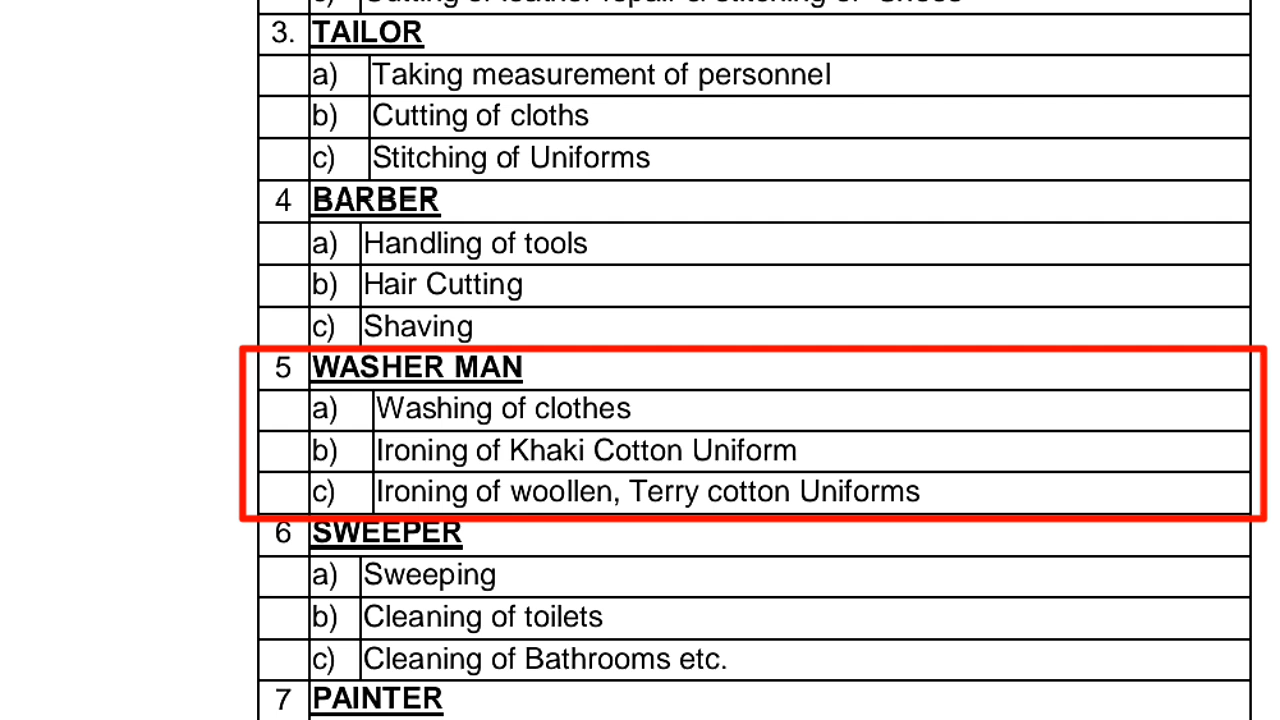 3. TAILOR
a) Taking measurement of personnel
b) Cutting of cloths
c) Stitching of Uniforms
4 BARBER
a) Handling of tools
b) Hair Cutting
c) Shaving
5 WASHER MAN
a) Washing of clothes
b) Ironing of Khaki Cotton Uniform
c) Ironing of woollen, Terry cotton Uniforms
6 SWEEPER
a) Sweeping
b) Cleaning of toilets
c) Cleaning of Bathrooms etc.
7 PAINTER